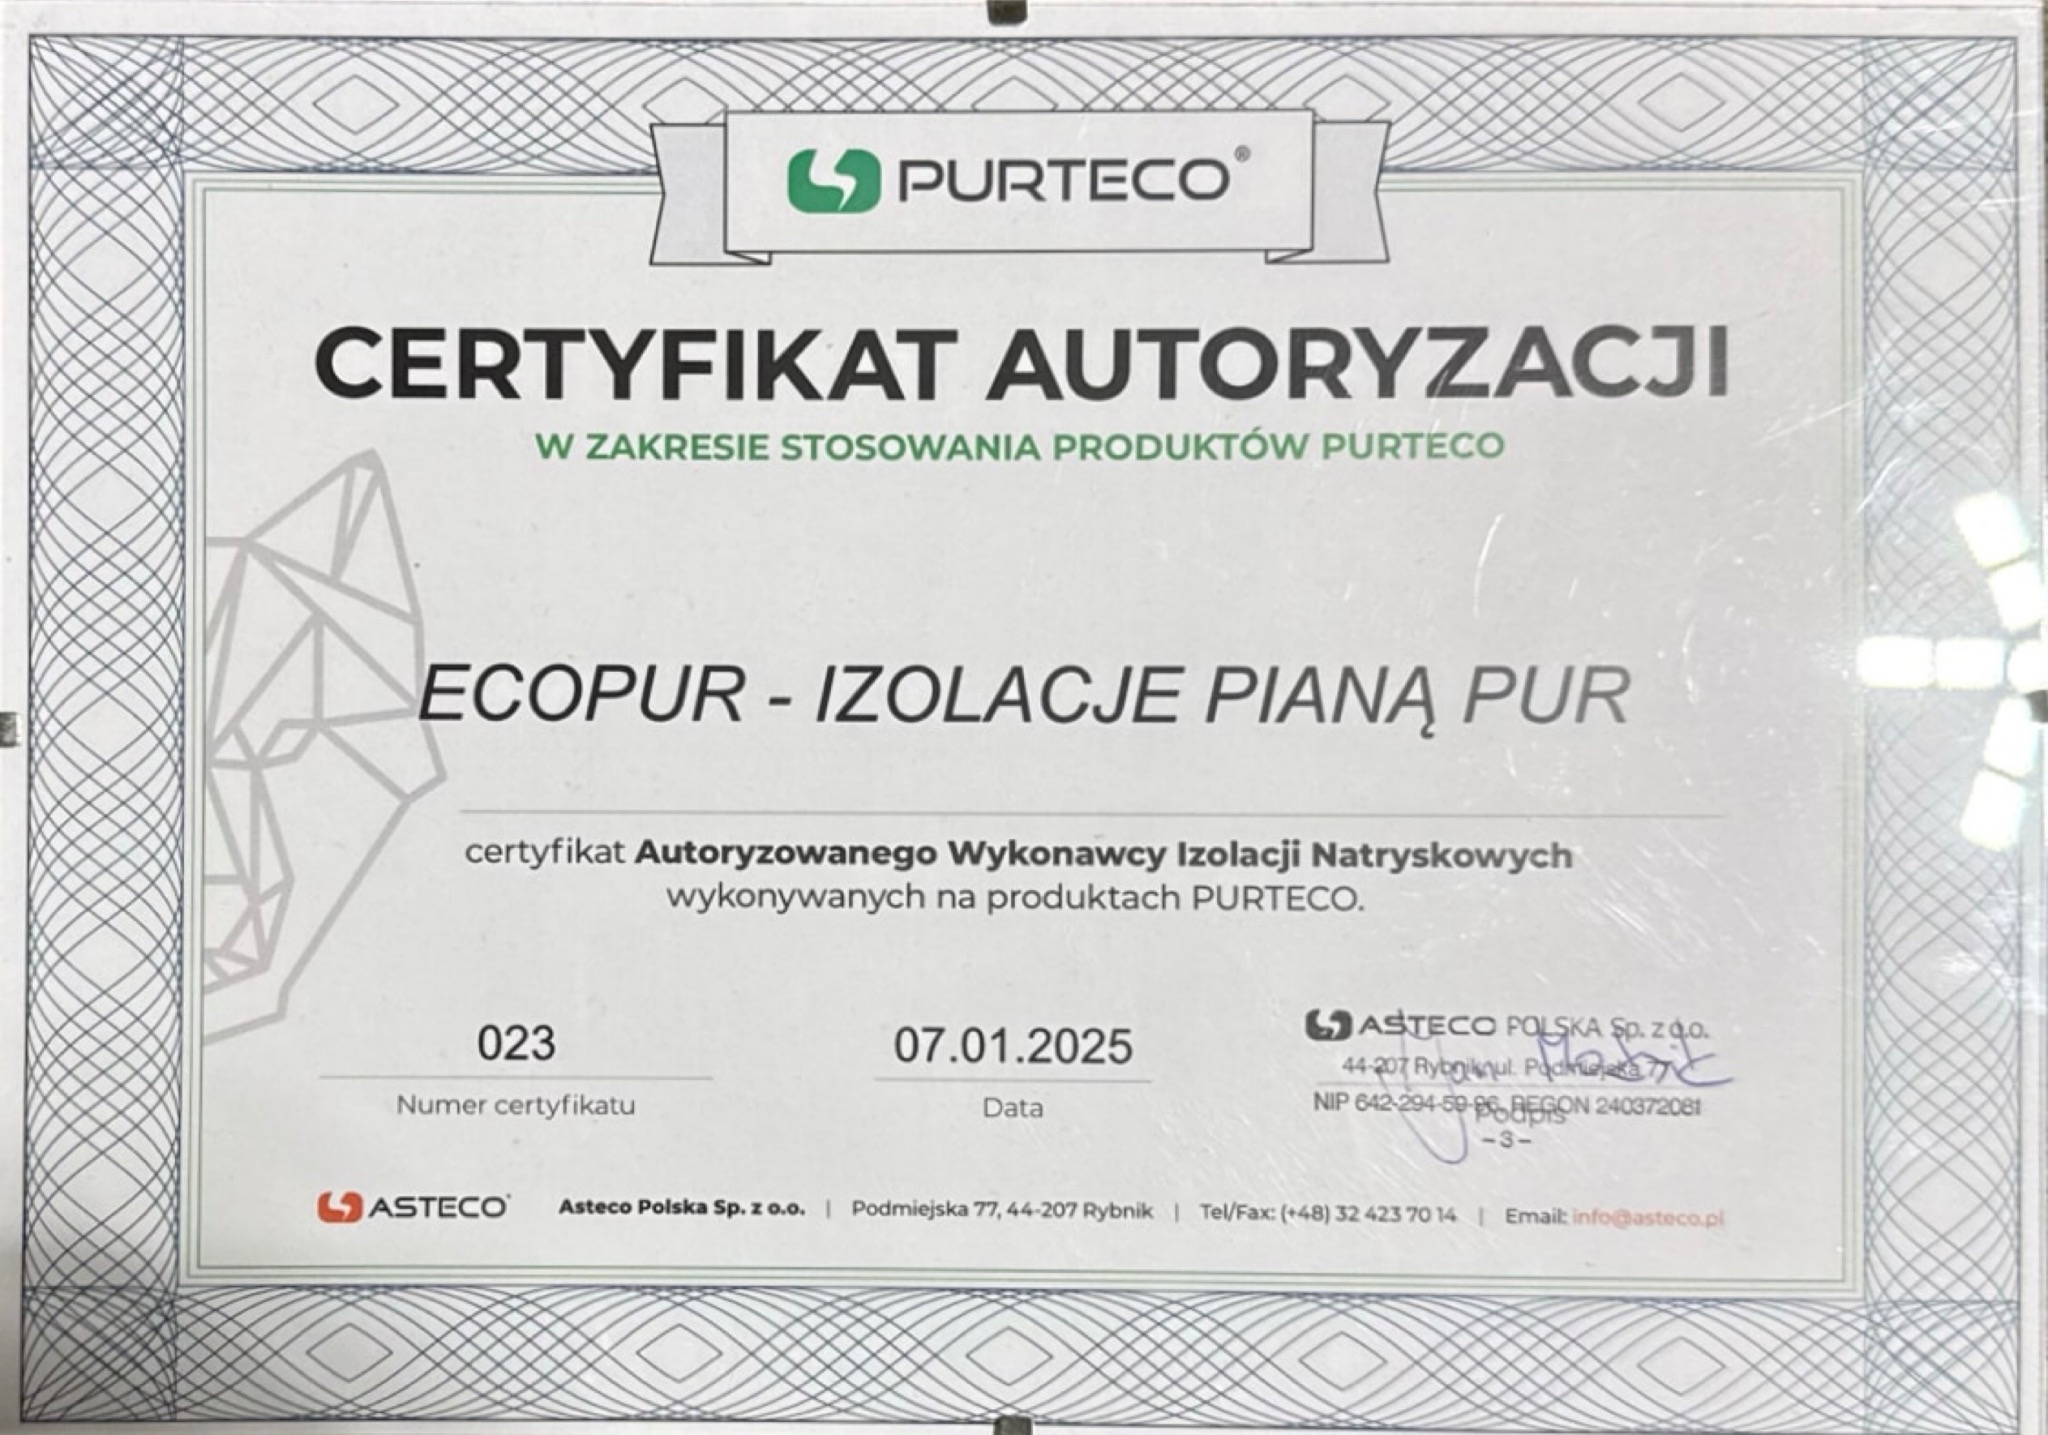 PURTECO®
CERTYFIKAT AUTORYZACJI
W ZAKRESIE STOSOWANIA PRODUKTÓW PURTECO
ECOPUR - IZOLACJE PIANĄ PUR
certyfikat Autoryzowanego Wykonawcy Izolacji Natryskowych
wykonywanych na produktach PURTECO.
023
Numer certyfikatu
07.01.2025
Data
ASTECO POLSKA Sp. z o.o.
44-207 Rybnik, ul. Podmiejska 77
NIP 642-294-59-96, REGON 240372081
Podpis
-3-
ASTECO Asteco Polska Sp. z o.o. | Podmiejska 77, 44-207 Rybnik | Tel/Fax: (+48) 32 423 70 14 | Email: info@asteco.pl